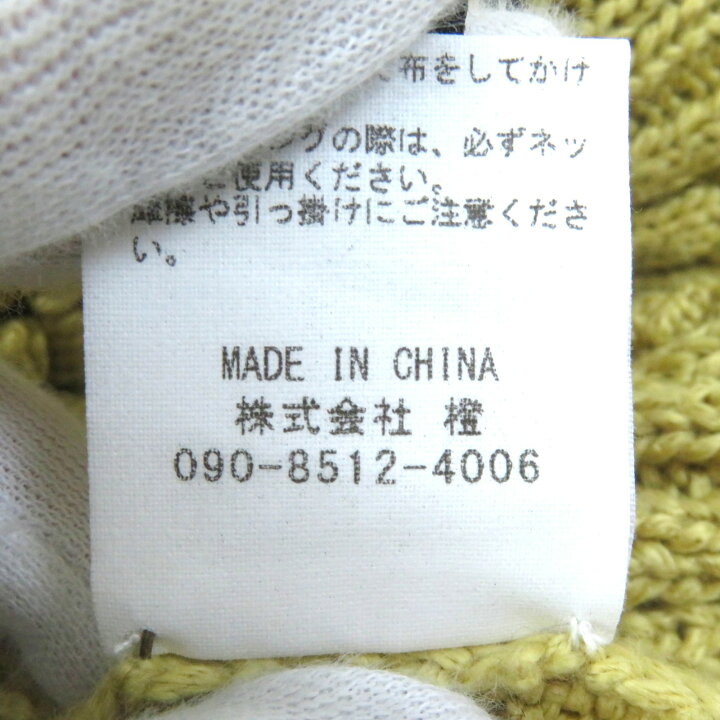 布をしてかけ
グの際は、必ずネッ
使用ください。
摩擦や引っ掛けにご注意くださ
い。
MADE IN CHINA
株式会社 橙
090-8512-4006